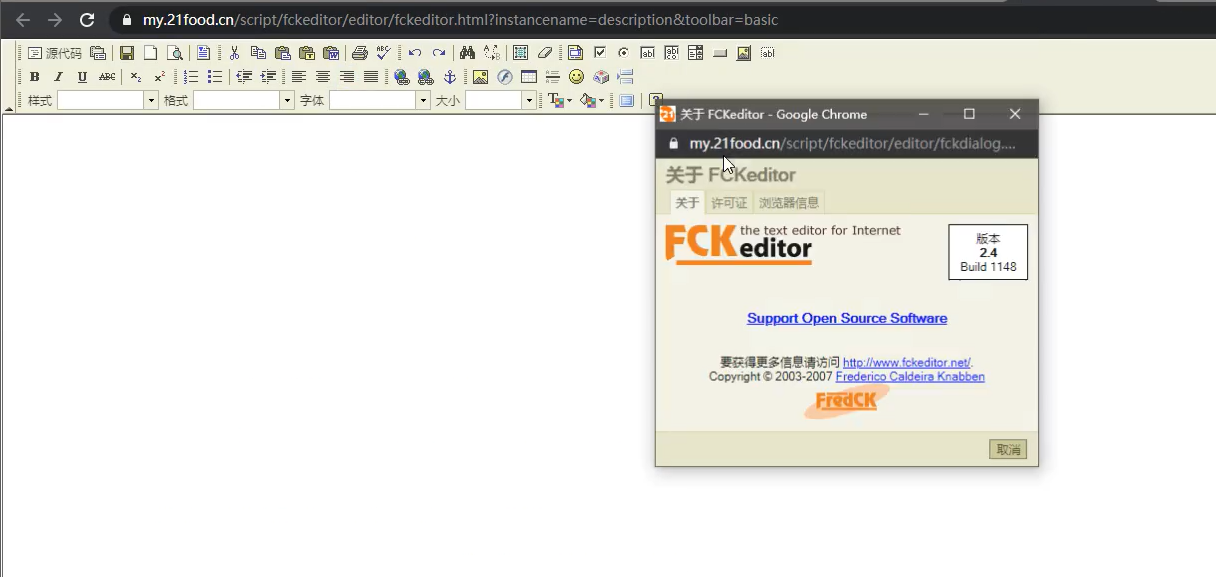 my.21food.cn/script/fckeditor/editor/fckeditor.html?instancename=description&toolbar=basic
源代码
B I U ABC
样式 格式 字体 大小
关于 FCKeditor - Google Chrome
my.21food.cn/script/fckeditor/editor/fckdialog....
关于 FCKeditor
关于 许可证 浏览器信息
FCKeditor the text editor for Internet
版本
2.4
Build 1148
Support Open Source Software
要获得更多信息请访问 http://www.fckeditor.net/.
Copyright © 2003-2007 Frederico Caldeira Knabben
FredCK
取消